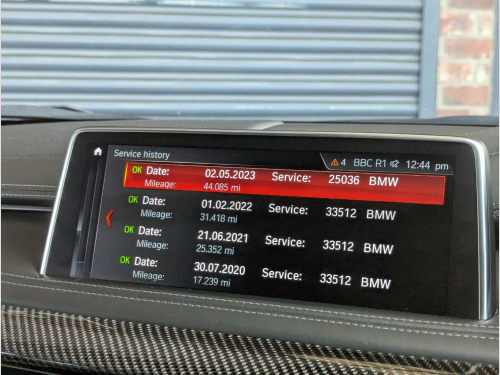 Service history 4 BBC R1 12:44 pm
OK Date: 02.05.2023 Service: 25036 BMW
Mileage: 44.085 mi
OK Date: 01.02.2022 Service: 33512 BMW
Mileage: 31.418 mi
OK Date: 21.06.2021 Service: 33512 BMW
Mileage: 25.352 mi
OK Date: 30.07.2020 Service: 33512 BMW
Mileage: 17.239 mi